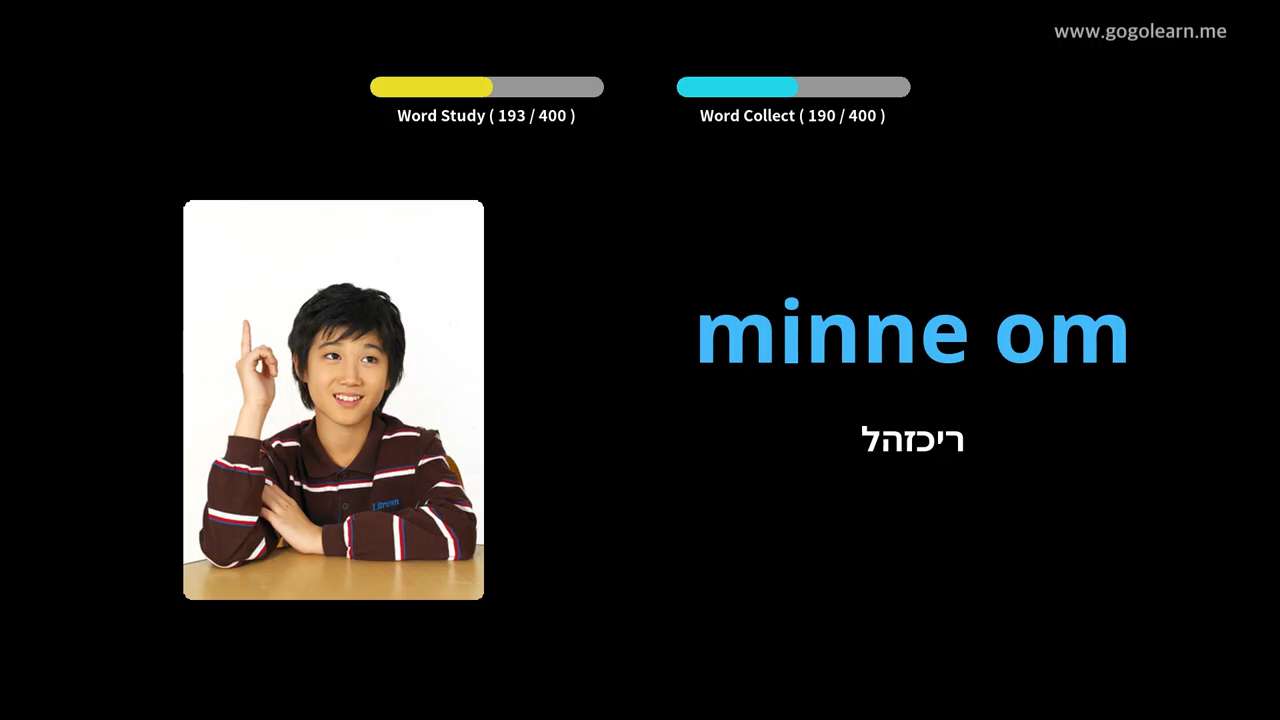 www.gogolearn.me
Word Study ( 193 / 400 )
Word Collect ( 190 / 400 )
minne om
ריכזהל